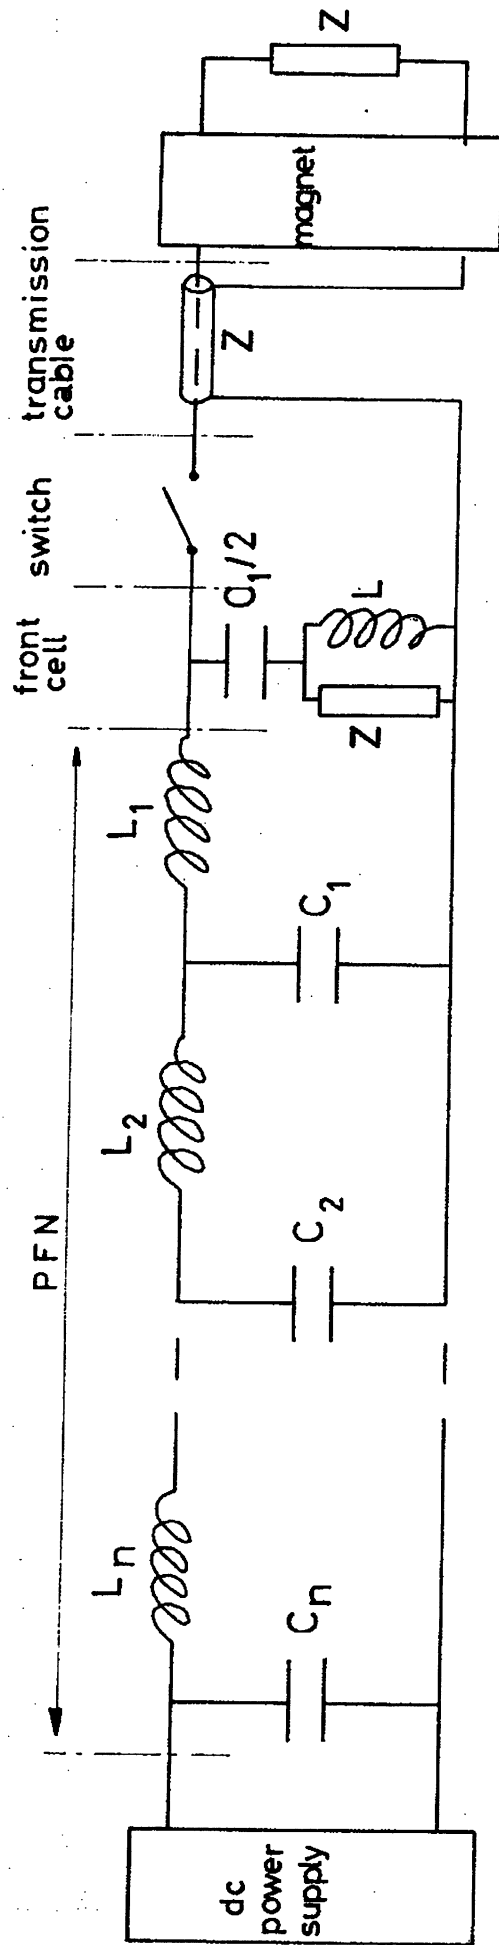 dc
power
supply
PFN
Ln
L2
L1
Cn
C2
C1
front
cell
C1/2
Z
L
switch
transmission
cable
Z
magnet
Z